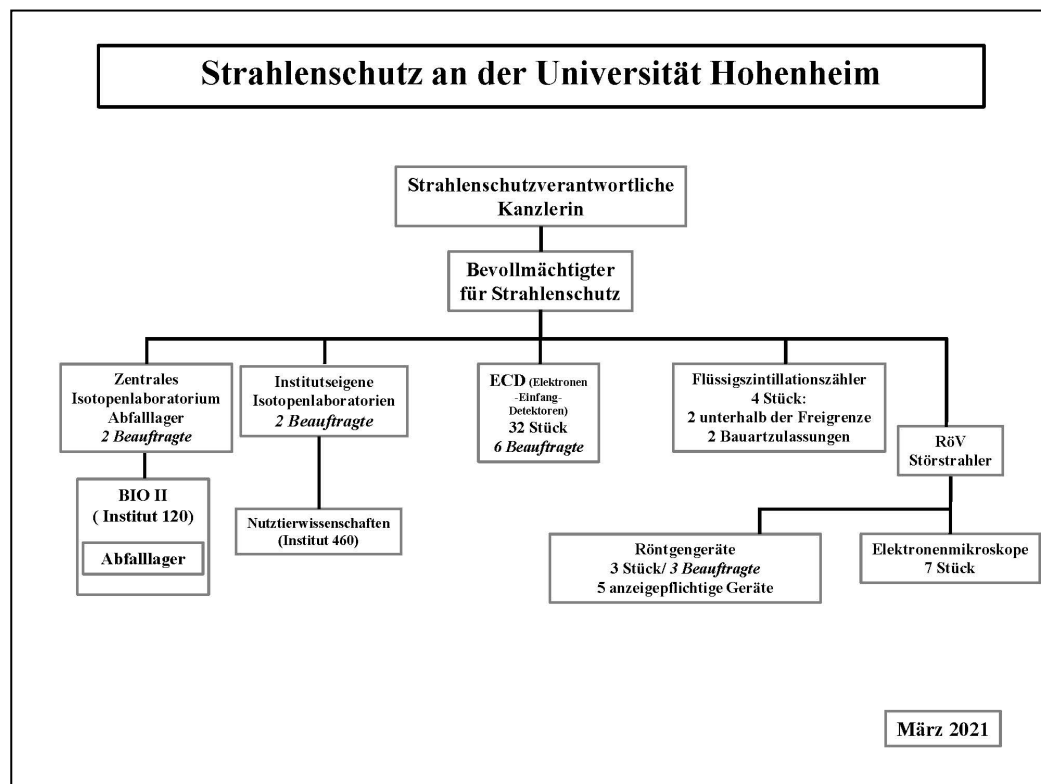 Strahlenschutz an der Universität Hohenheim
Strahlenschutzverantwortliche
Kanzlerin
Bevollmächtigter
für Strahlenschutz
Zentrales
Isotopenlaboratorium
Abfalllager
2 Beauftragte
Institutseigene
Isotopenlaboratorien
2 Beauftragte
ECD (Elektronen
-Einfang-
Detektoren)
32 Stück
6 Beauftragte
Flüssigszintillationszähler
4 Stück:
2 unterhalb der Freigrenze
2 Bauartzulassungen
RöV
Störstrahler
BIO II
( Institut 120)
Abfalllager
Nutztierwissenschaften
(Institut 460)
Röntgengeräte
3 Stück/ 3 Beauftragte
5 anzeigepflichtige Geräte
Elektronenmikroskope
7 Stück
März 2021